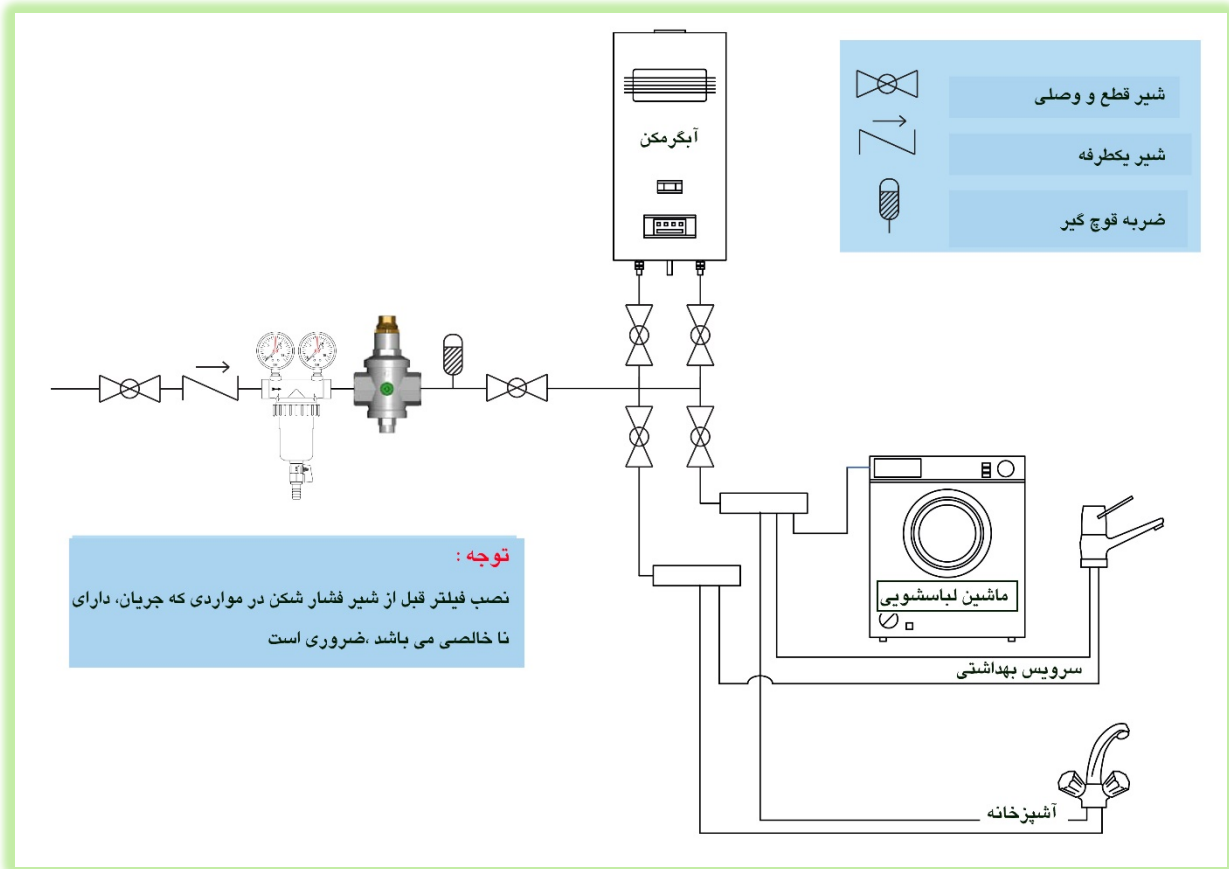 آبگرمکن
شیر قطع و وصلی
شیر یکطرفه
ضربه قوچ گیر
توجه :
نصب فیلتر قبل از شیر فشار شکن در مواردی که جریان، دارای
نا خالصی می باشد ،ضروری است
ماشین لباسشویی
سرویس بهداشتی
آشپزخانه